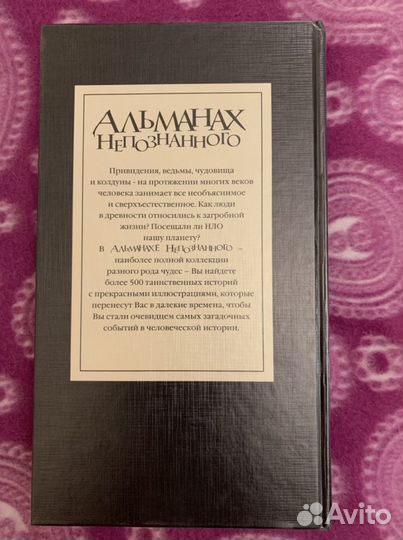 Альманах
Непознанного
Привидения, ведьмы, чудовища
и колдуны - на протяжении многих веков
человека занимает все необъяснимое
и сверхъестественное. Как люди
в древности относились к загробной
жизни? Посещали ли НЛО
нашу планету?
В Альманахе Непознанного –
наиболее полной коллекции
разного рода чудес – Вы найдете
более 500 таинственных историй
с прекрасными иллюстрациями, которые
перенесут Вас в далекие времена, чтобы
Вы стали очевидцем самых загадочных
событий в человеческой истории.
Avito